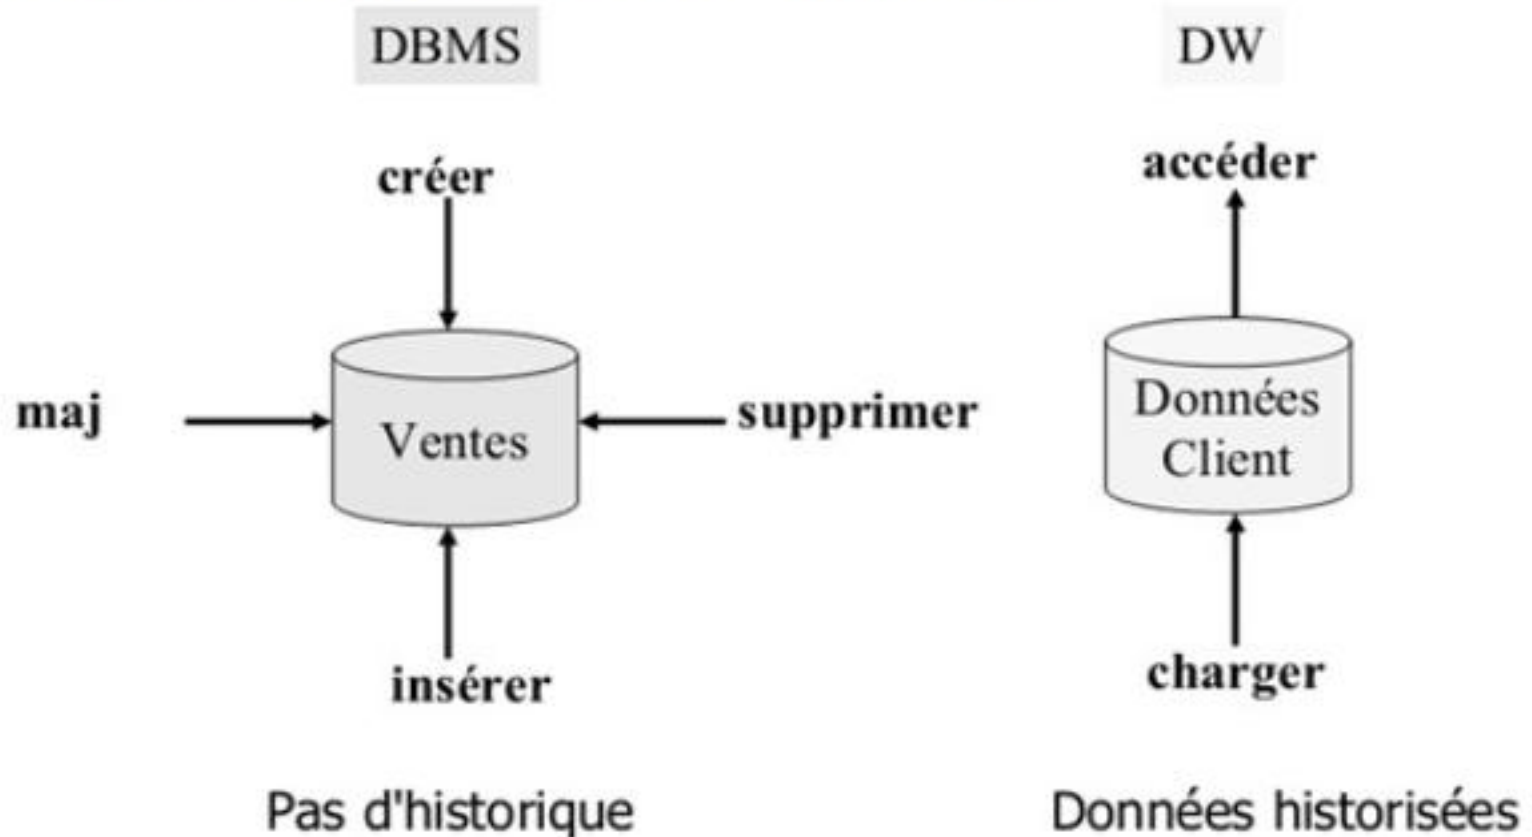 DBMS
créer
maj
Ventes
supprimer
insérer
Pas d'historique
DW
accéder
Données
Client
charger
Données historisées